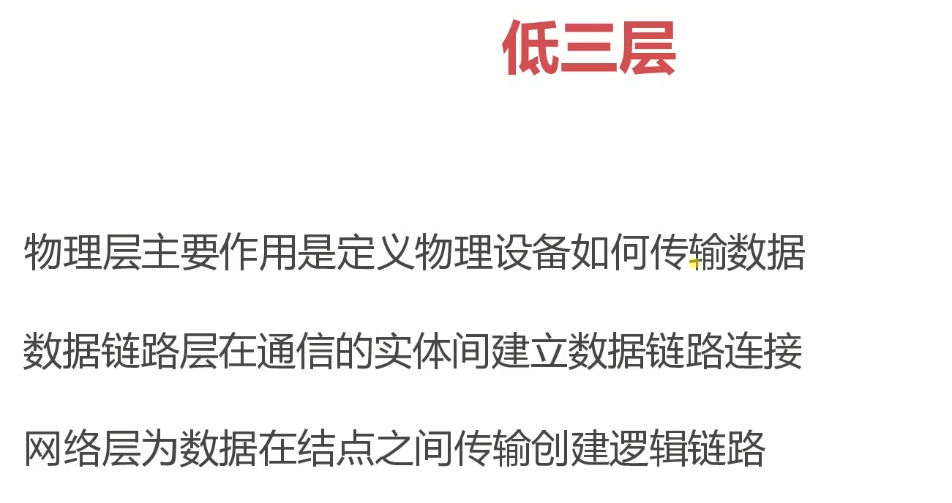 低三层
物理层主要作用是定义物理设备如何传输数据
数据链路层在通信的实体间建立数据链路连接
网络层为数据在结点之间传输创建逻辑链路